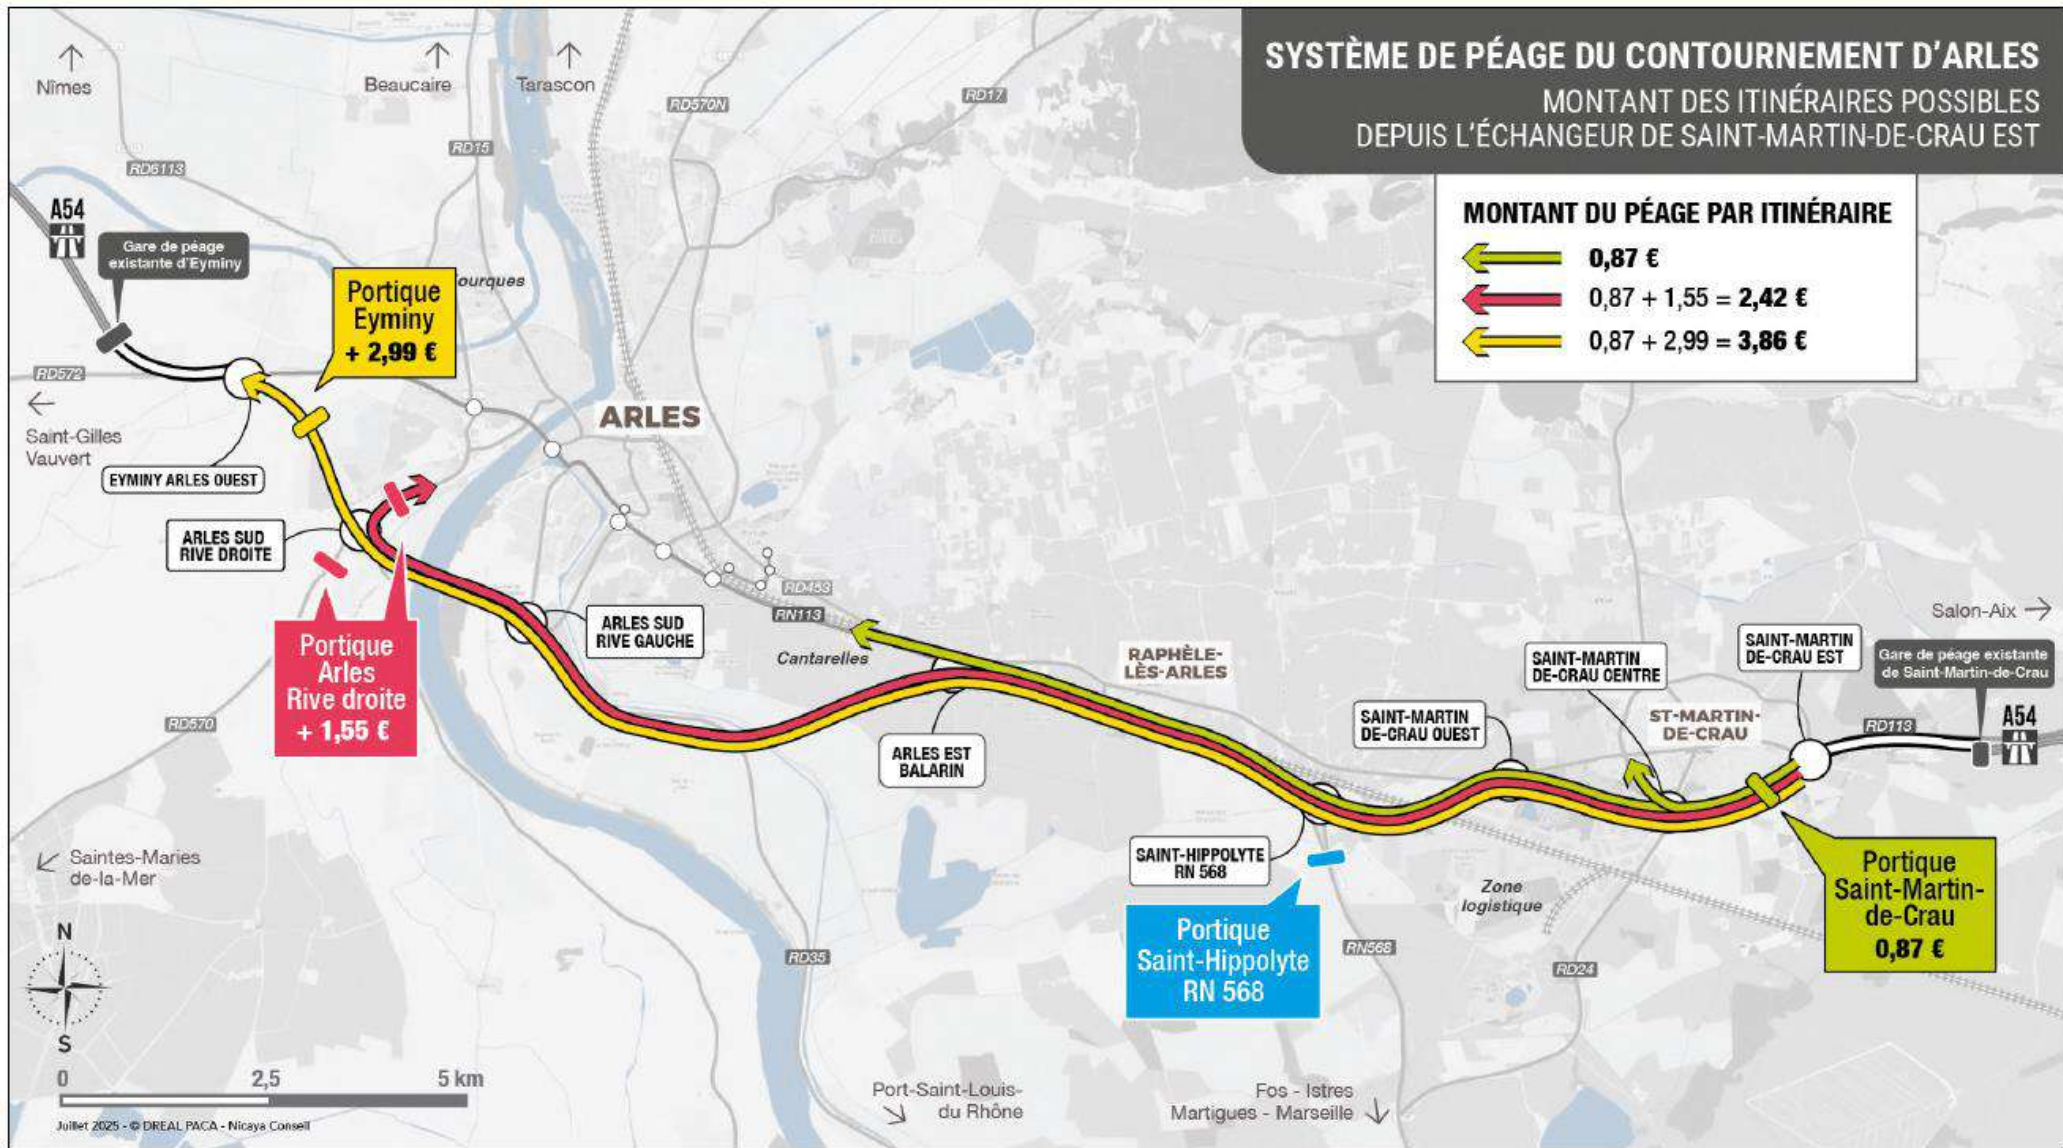 SYSTÈME DE PÉAGE DU CONTOURNEMENT D'ARLES
MONTANT DES ITINÉRAIRES POSSIBLES
DEPUIS L'ÉCHANGEUR DE SAINT-MARTIN-DE-CRAU EST
MONTANT DU PÉAGE PAR ITINÉRAIRE
0,87 €
0,87 + 1,55 = 2,42 €
0,87 + 2,99 = 3,86 €
Nîmes
Beaucaire
Tarascon
RD570N
RD17
RD15
RD6113
A54
Gare de péage
existante d'Eyminy
Portique
Eyminy
+ 2,99 €
ourques
RD572
Saint-Gilles
Vauvert
ARLES
EYMINY ARLES OUEST
ARLES SUD
RIVE DROITE
Portique
Arles
Rive droite
+ 1,55 €
RD570
ARLES SUD
RIVE GAUCHE
RD453
RN113
Cantarelles
RAPHÈLE-
LÈS-ARLES
ARLES EST
BALARIN
SAINT-MARTIN
DE-CRAU OUEST
SAINT-MARTIN
DE-CRAU CENTRE
ST-MARTIN-
DE-CRAU
SAINT-MARTIN
DE-CRAU EST
Salon-Aix
Gare de péage existante
de Saint-Martin-de-Crau
RD113
A54
SAINT-HIPPOLYTE
RN 568
Portique
Saint-Hippolyte
RN 568
Zone
logistique
RN568
RD24
Portique
Saint-Martin-
de-Crau
0,87 €
Saintes-Maries
de-la-Mer
RD35
N
S
0 2,5 5 km
Port-Saint-Louis-
du Rhône
Fos - Istres
Martigues - Marseille
Juillet 2025 - © DREAL PACA - Nicaya Conseil